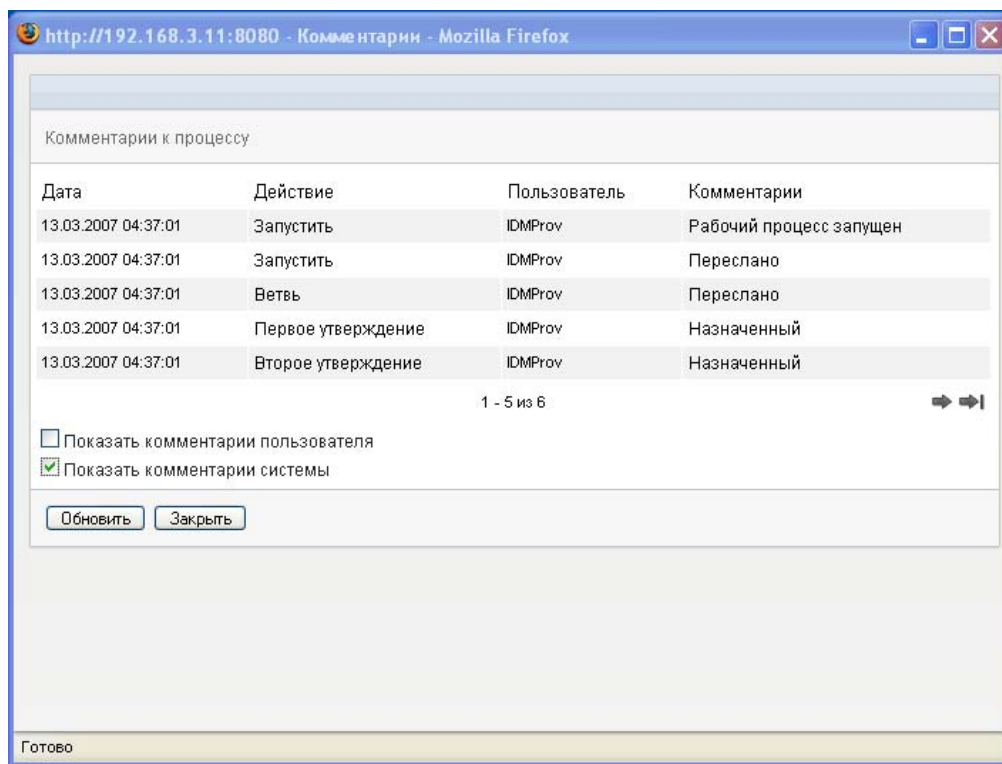 http://192.168.3.11:8080 - Комментарии - Mozilla Firefox
Комментарии к процессу
Дата Действие Пользователь Комментарии
13.03.2007 04:37:01 Запустить IDMProv Рабочий процесс запущен
13.03.2007 04:37:01 Запустить IDMProv Переслано
13.03.2007 04:37:01 Ветвь IDMProv Переслано
13.03.2007 04:37:01 Первое утверждение IDMProv Назначенный
13.03.2007 04:37:01 Второе утверждение IDMProv Назначенный
1 - 5 из 6
Показать комментарии пользователя
Показать комментарии системы
Обновить Закрыть
Готово